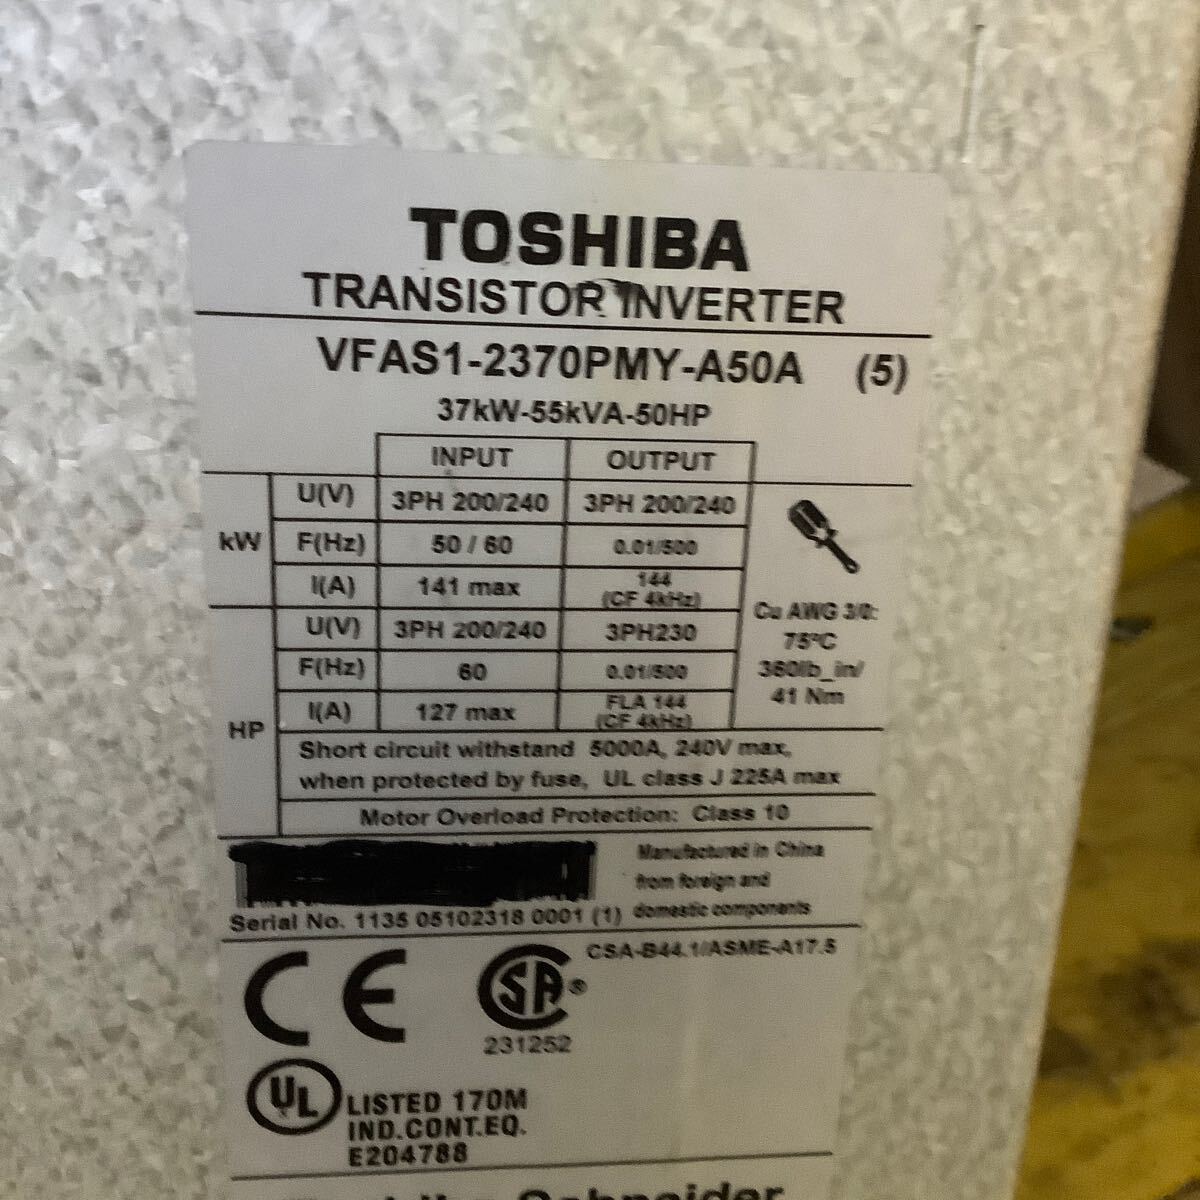 TOSHIBA
TRANSISTOR INVERTER
VFAS1-2370PMY-A50A (5)
37kW-55kVA-50HP
INPUT OUTPUT
kW
U(V) 3PH 200/240 3PH 200/240
F(Hz) 50 / 60 0.01/500
I(A) 141 max 144
(CF 4kHz)
HP
U(V) 3PH 200/240 3PH230
F(Hz) 60 0.01/500
I(A) 127 max FLA 144
(CF 4kHz)
Cu AWG 3/0:
75°C
360lb_in/
41 Nm
Short circuit withstand 5000A, 240V max,
when protected by fuse, UL class J 225A max
Motor Overload Protection: Class 10
Manufactured in China
from foreign and
domestic components
Serial No. 1135 05102318 0001 (1)
CE
CSA®
231252
CSA-B44.1/ASME-A17.5
UL
LISTED 170M
IND.CONT.EQ.
E204788
Schneider